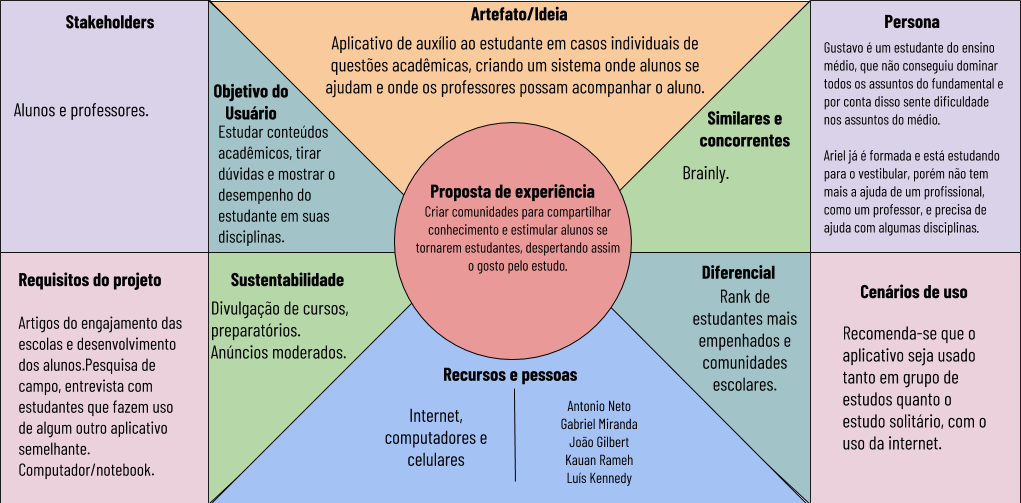 Stakeholders
Alunos e professores.
Objetivo do
Usuário
Estudar conteúdos
acadêmicos, tirar
dúvidas e mostrar o
desempenho do
estudante em suas
disciplinas.
Artefato/Ideia
Aplicativo de auxílio ao estudante em casos individuais de
questões acadêmicas, criando um sistema onde alunos se
ajudam e onde os professores possam acompanhar o aluno.
Similares e
concorrentes
Brainly.
Persona
Gustavo é um estudante do ensino
médio, que não conseguiu dominar
todos os assuntos do fundamental e
por conta disso sente dificuldade
nos assuntos do médio.
Ariel já é formada e está estudando
para o vestibular, porém não tem
mais a ajuda de um profissional,
como um professor, e precisa de
ajuda com algumas disciplinas.
Proposta de experiência
Criar comunidades para compartilhar
conhecimento e estimular alunos se
tornarem estudantes, despertando assim
o gosto pelo estudo.
Requisitos do projeto
Artigos do engajamento das
escolas e desenvolvimento
dos alunos.Pesquisa de
campo, entrevista com
estudantes que fazem uso
de algum outro aplicativo
semelhante.
Computador/notebook.
Sustentabilidade
Divulgação de cursos,
preparatórios.
Anúncios moderados.
Recursos e pessoas
Internet,
computadores e
celulares
Antonio Neto
Gabriel Miranda
João Gilbert
Kauan Rameh
Luís Kennedy
Diferencial
Rank de
estudantes mais
empenhados e
comunidades
escolares.
Cenários de uso
Recomenda-se que o
aplicativo seja usado
tanto em grupo de
estudos quanto o
estudo solitário, com o
uso da internet.